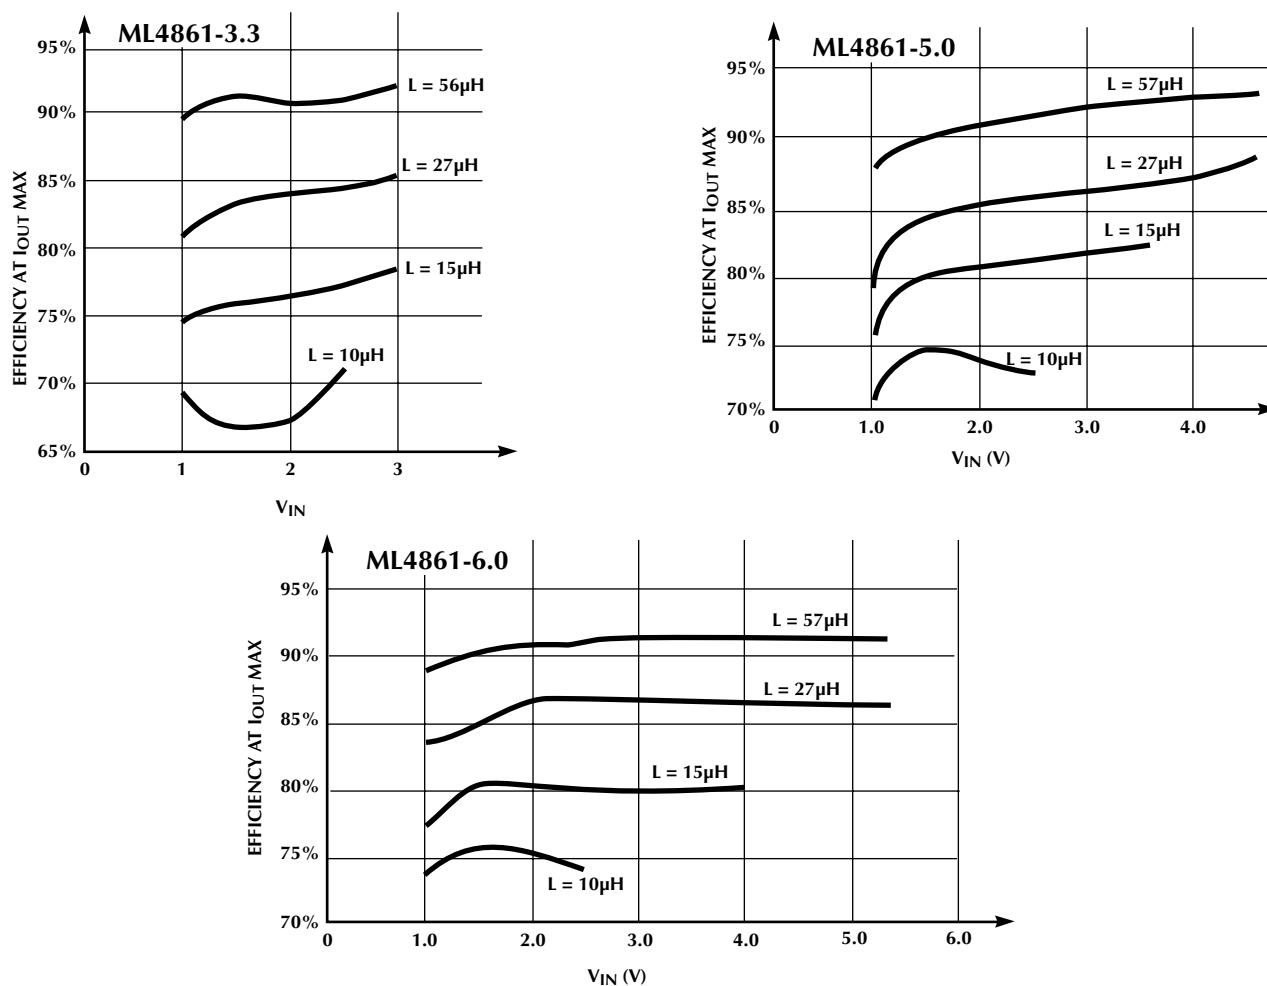 ML4861-3.3
EFFICIENCY AT IOUT MAX
95%
90%
85%
80%
75%
70%
65%
L = 56µH
L = 27µH
L = 15µH
L = 10µH
0 1 2 3
VIN
ML4861-5.0
EFFICIENCY AT IOUT MAX
95%
90%
85%
80%
75%
70%
L = 57µH
L = 27µH
L = 15µH
L = 10µH
0 1.0 2.0 3.0 4.0
VIN (V)
ML4861-6.0
EFFICIENCY AT IOUT MAX
95%
90%
85%
80%
75%
70%
L = 57µH
L = 27µH
L = 15µH
L = 10µH
0 1.0 2.0 3.0 4.0 5.0 6.0
VIN (V)